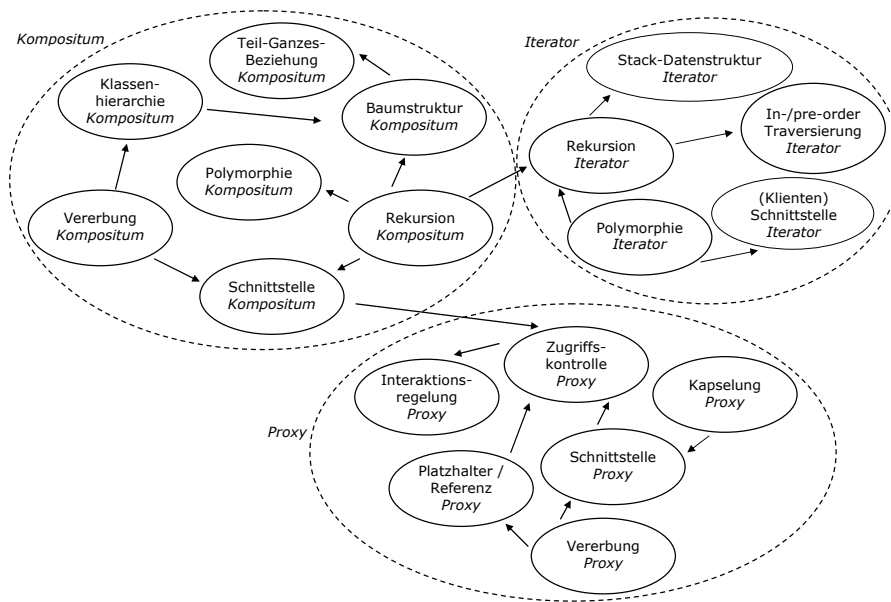 Kompositum
Teil-Ganzes-
Beziehung
Kompositum
Klassen-
hierarchie
Kompositum
Baumstruktur
Kompositum
Polymorphie
Kompositum
Vererbung
Kompositum
Rekursion
Kompositum
Schnittstelle
Kompositum
Iterator
Stack-Datenstruktur
Iterator
In-/pre-order
Traversierung
Iterator
Rekursion
Iterator
(Klienten)
Schnittstelle
Iterator
Polymorphie
Iterator
Proxy
Zugriffs-
kontrolle
Proxy
Interaktions-
regelung
Proxy
Kapselung
Proxy
Schnittstelle
Proxy
Platzhalter /
Referenz
Proxy
Vererbung
Proxy